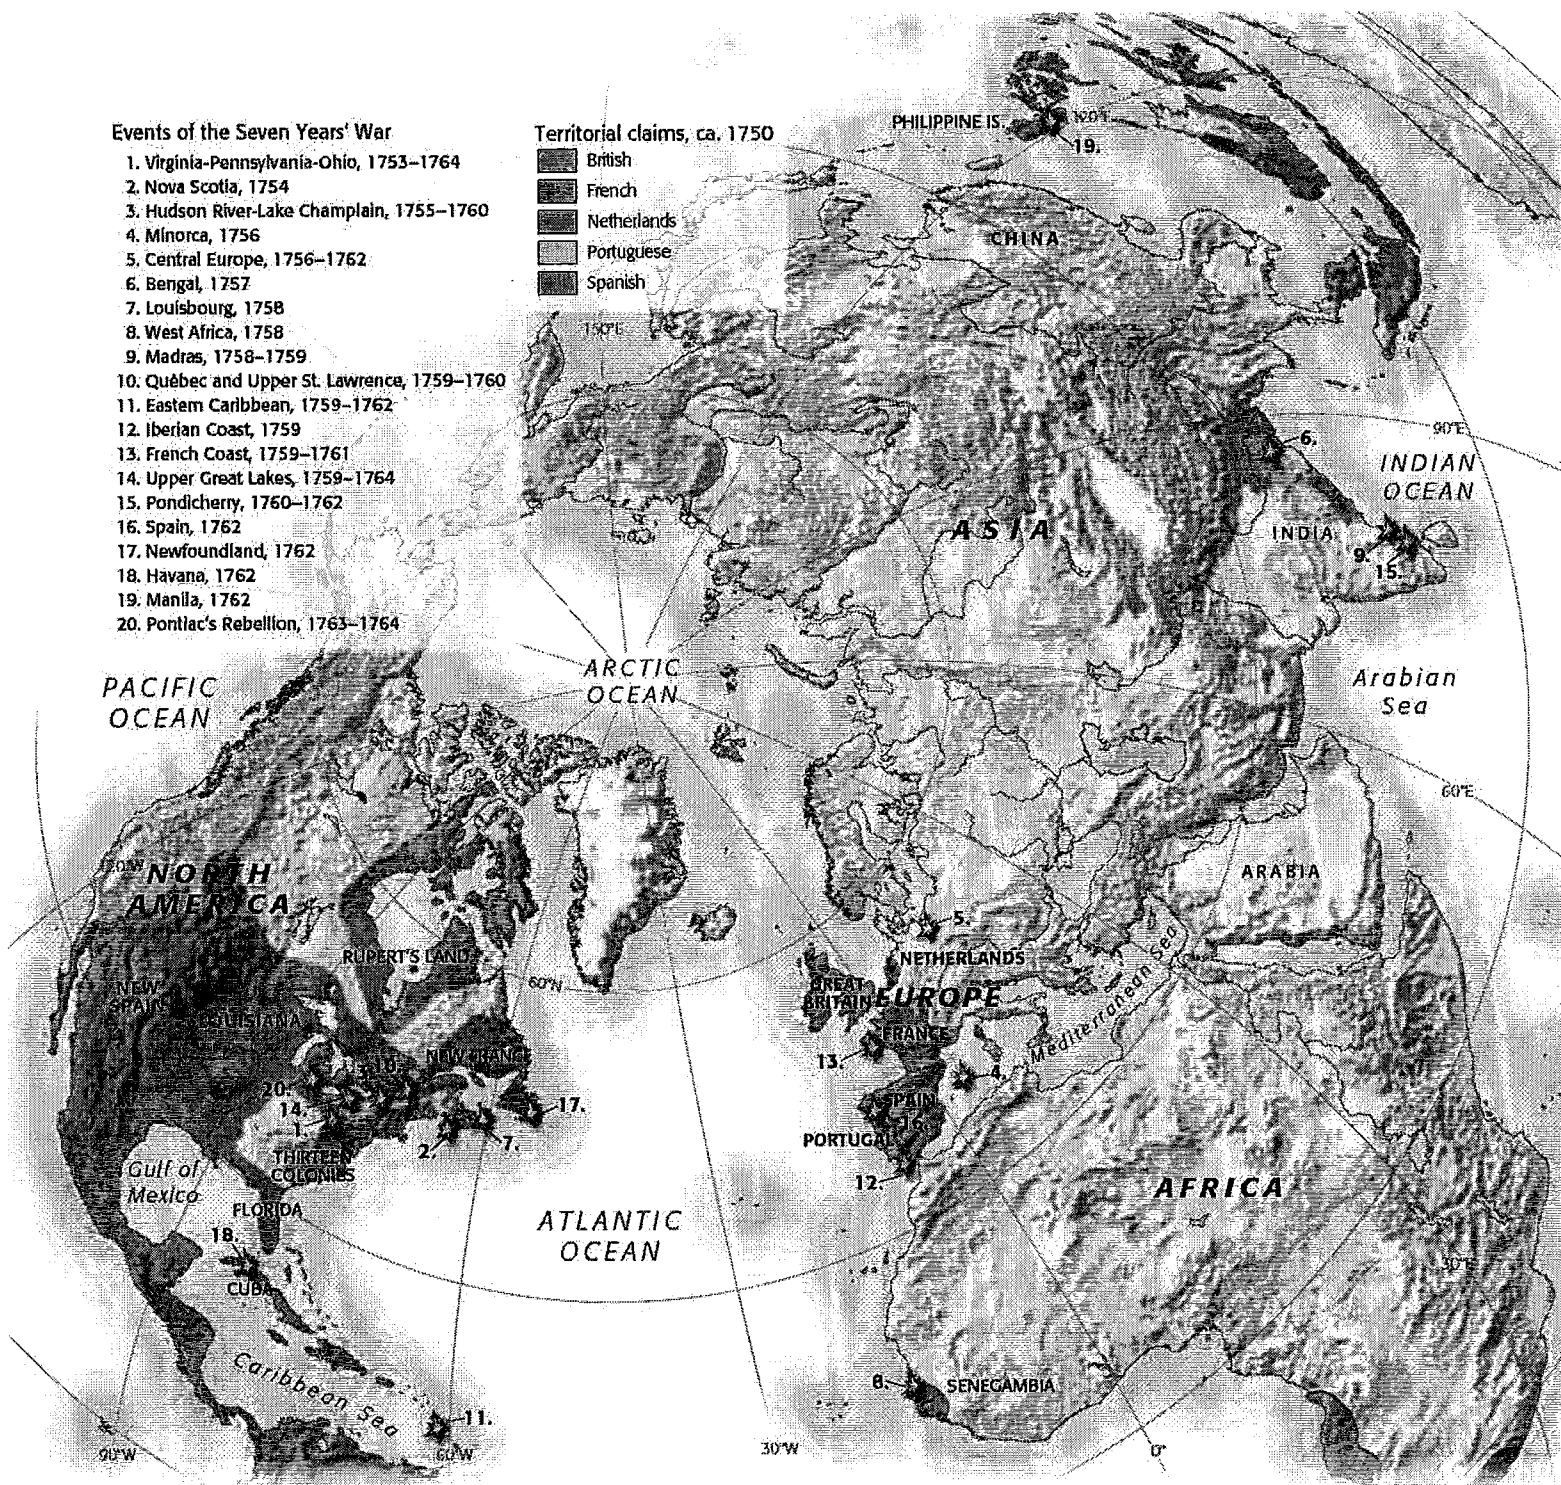 Events of the Seven Years' War
1. Virginia-Pennsylvania-Ohio, 1753–1764
2. Nova Scotia, 1754
3. Hudson River-Lake Champlain, 1755–1760
4. Minorca, 1756
5. Central Europe, 1756–1762
6. Bengal, 1757
7. Louisbourg, 1758
8. West Africa, 1758
9. Madras, 1758–1759
10. Québec and Upper St. Lawrence, 1759–1760
11. Eastern Caribbean, 1759–1762
12. Iberian Coast, 1759
13. French Coast, 1759–1761
14. Upper Great Lakes, 1759–1764
15. Pondicherry, 1760–1762
16. Spain, 1762
17. Newfoundland, 1762
18. Havana, 1762
19. Manila, 1762
20. Pontiac's Rebellion, 1763–1764
Territorial claims, ca. 1750
British
French
Netherlands
Portuguese
Spanish
PHILIPPINE IS.
120°E
19.
CHINA
150°E
90°E
6.
INDIAN
OCEAN
ASIA
INDIA
9.
15.
ARCTIC
OCEAN
PACIFIC
OCEAN
Arabian
Sea
60°E
120°W
NORTH
AMERICA
ARABIA
5.
RUPERT'S LAND
NETHERLANDS
60°N
NEW
SPAIN
GREAT
BRITAIN
EUROPE
LOUISIANA
FRANCE
Mediterranean Sea
NEW FRANCE
13.
3.
10.
4.
20.
14.
1.
17.
SPAIN
16.
2.
7.
PORTUGAL
THIRTEEN
COLONIES
Gulf of
Mexico
12.
AFRICA
FLORIDA
ATLANTIC
OCEAN
18.
30°E
CUBA
Caribbean Sea
8.
SENEGAMBIA
11.
90°W
60°W
30°W
0°